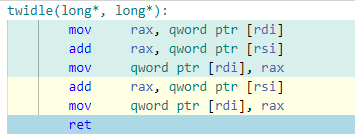 twidle(long*, long*):
mov rax, qword ptr [rdi]
add rax, qword ptr [rsi]
mov qword ptr [rdi], rax
add rax, qword ptr [rsi]
mov qword ptr [rdi], rax
ret